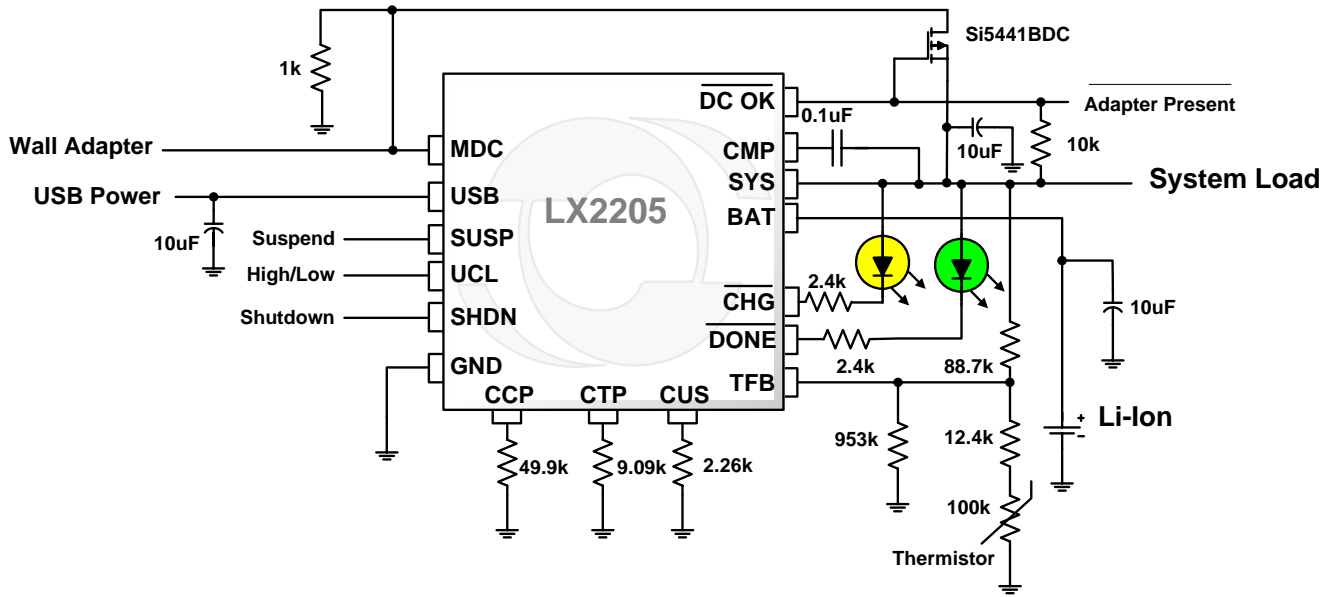 Si5441BDC
1k
DC OK
Adapter Present
0.1uF
Wall Adapter
MDC
CMP
10uF
10k
USB Power
USB
LX2205
SYS
System Load
10uF
Suspend
SUSP
BAT
High/Low
UCL
2.4k
CHG
10uF
Shutdown
SHDN
DONE
2.4k
88.7k
GND
TFB
CCP
CTP
CUS
+
-
Li-Ion
49.9k
9.09k
2.26k
953k
12.4k
100k
Thermistor